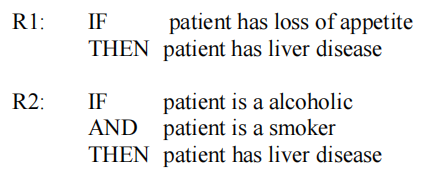 R1: IF patient has loss of appetite
THEN patient has liver disease
R2: IF patient is a alcoholic
AND patient is a smoker
THEN patient has liver disease